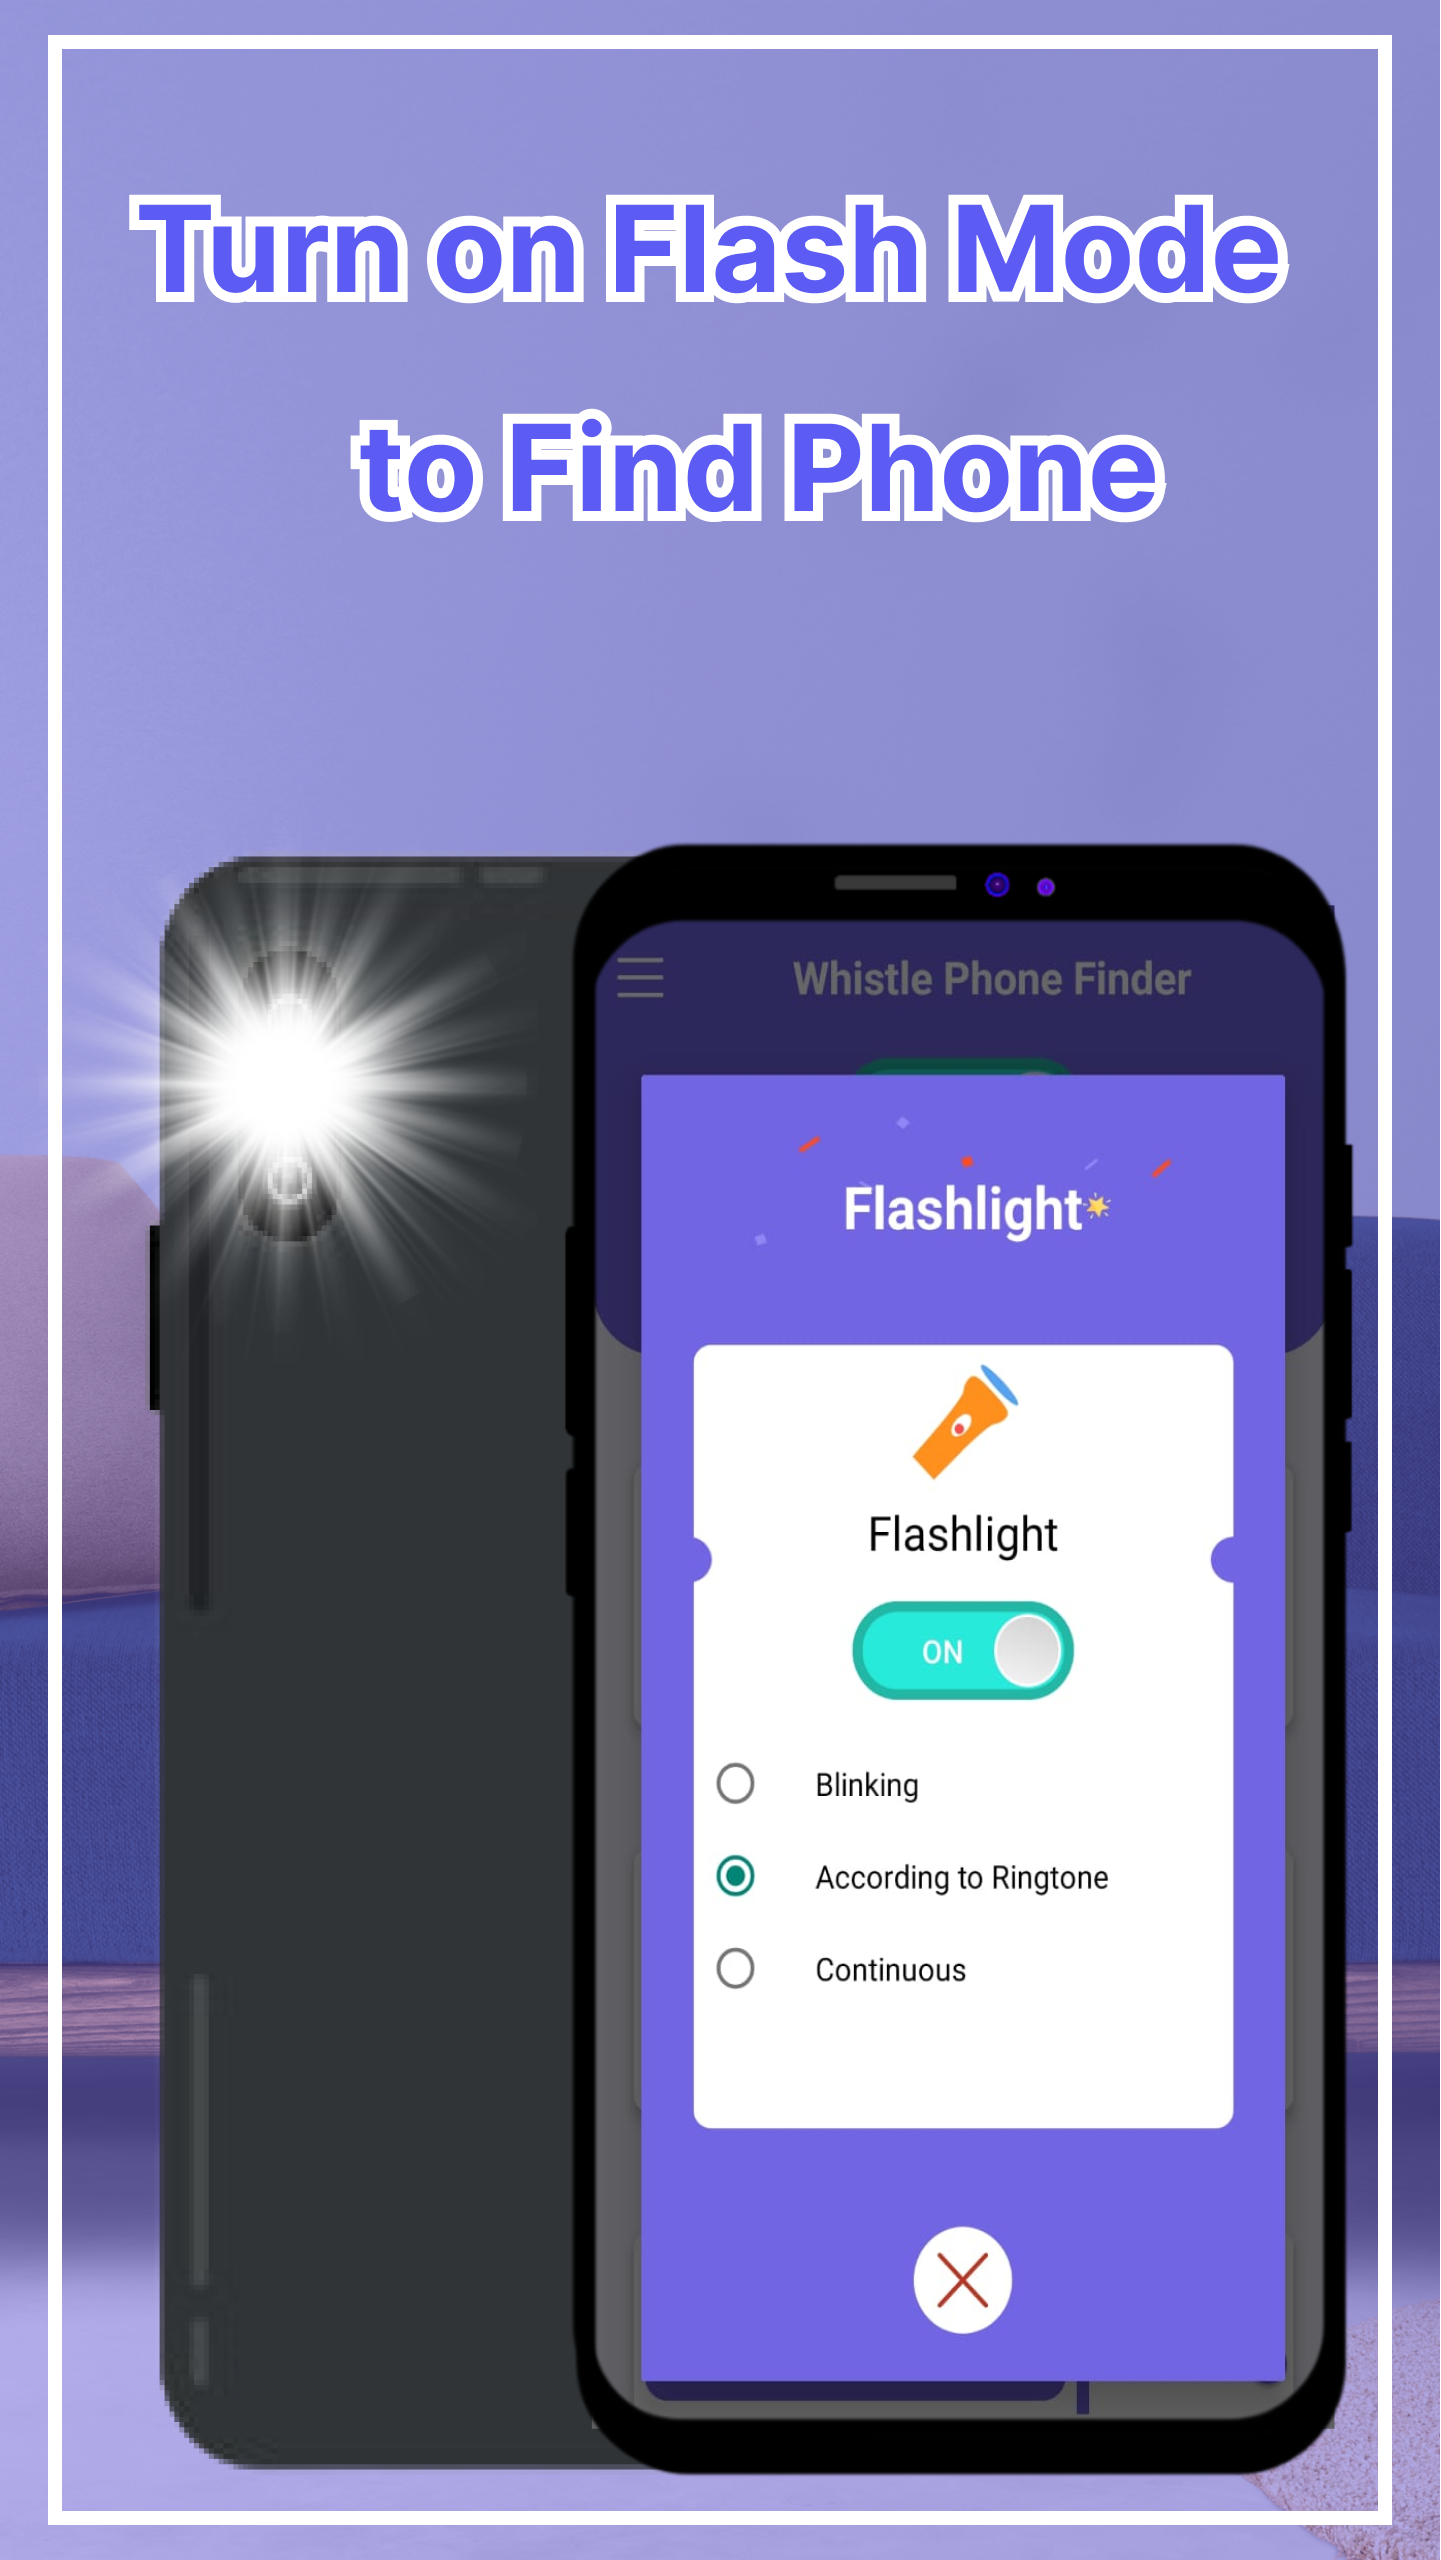 Turn on Flash Mode
to Find Phone
Whistle Phone Finder
Flashlight
Flashlight
ON
Blinking
According to Ringtone
Continuous